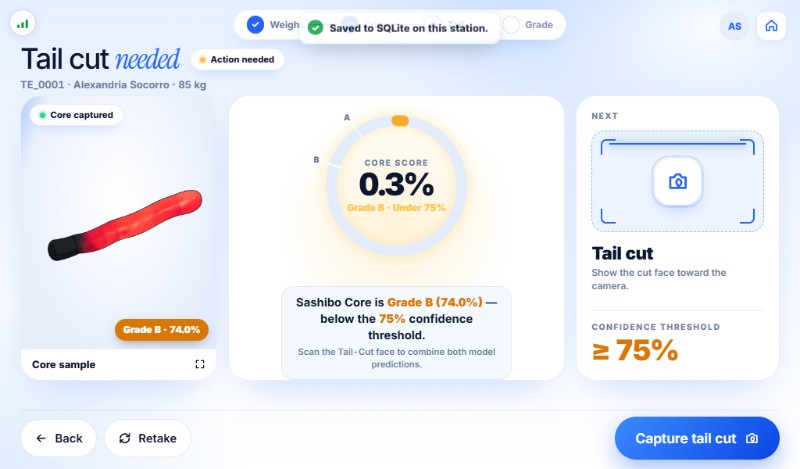 Weigh
Saved to SQLite on this station.
Grade
AS
Tail cut needed
Action needed
TE_0001 · Alexandria Socorro · 85 kg
Core captured
Grade B · 74.0%
Core sample
A
B
CORE SCORE
0.3%
Grade B · Under 75%
Sashibo Core is Grade B (74.0%) —
below the 75% confidence
threshold.
Scan the Tail-Cut face to combine both model
predictions.
NEXT
Tail cut
Show the cut face toward the
camera.
CONFIDENCE THRESHOLD
≥ 75%
Back
Retake
Capture tail cut